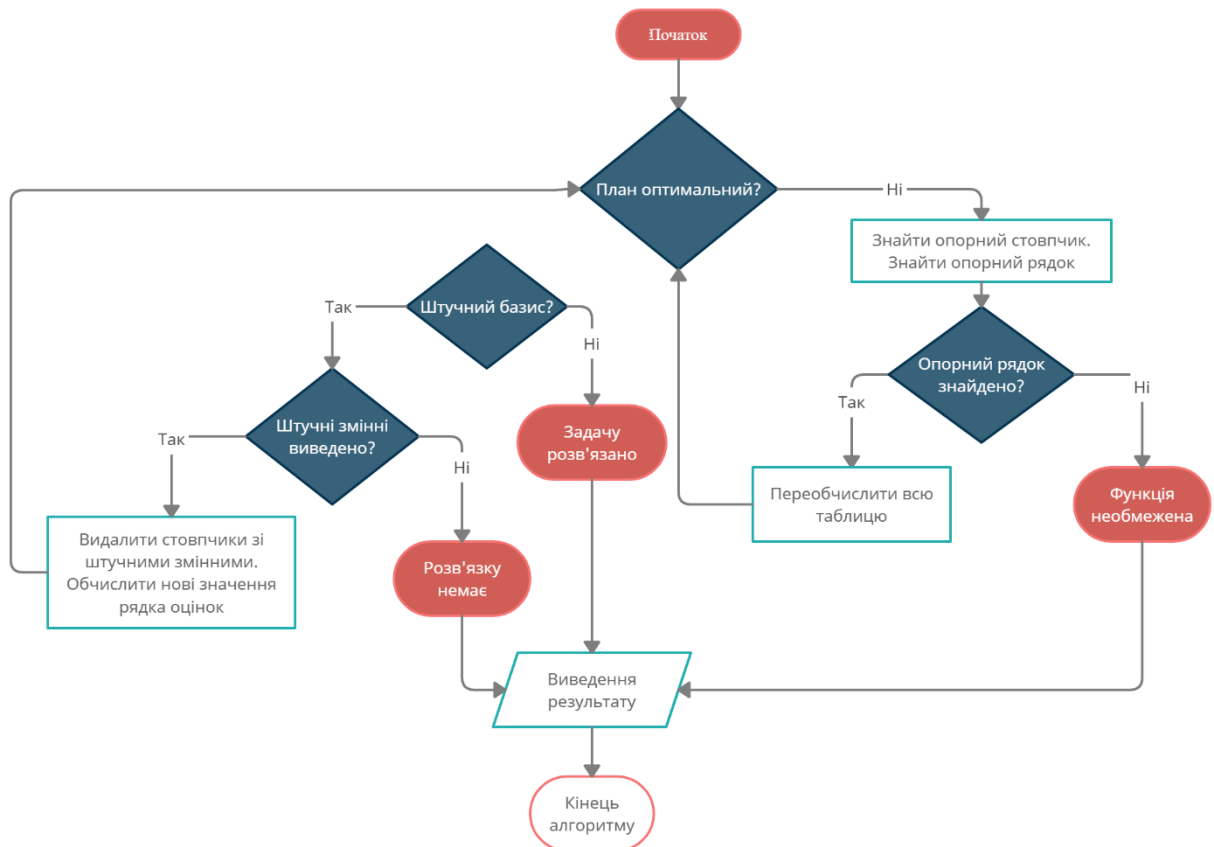 Початок
План оптимальний?
Ні
Знайти опорний стовпчик.
Знайти опорний рядок
Штучний базис?
Так
Ні
Опорний рядок
знайдено?
Так
Ні
Штучні змінні
виведено?
Так
Ні
Задачу
розв'язано
Переобчислити всю
таблицю
Функція
необмежена
Видалити стовпчики зі
штучними змінними.
Обчислити нові значення
рядка оцінок
Розв'язку
немає
Виведення
результату
Кінець
алгоритму